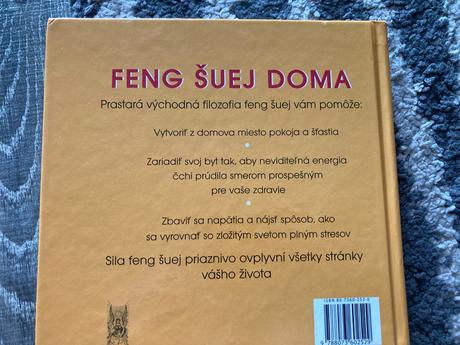 FENG ŠUEJ DOMA
Prastará východná filozofia feng šuej vám pomôže:
Vytvoriť z domova miesto pokoja a šťastia
Zariadiť svoj byt tak, aby neviditeľná energia
čchi prúdila smerom prospešným
pre vaše zdravie
Zbaviť sa napätia a nájsť spôsob, ako
sa vyrovnať so zložitým svetom plným stresov
Sila feng šuej priaznivo ovplyvní všetky stránky
vášho života